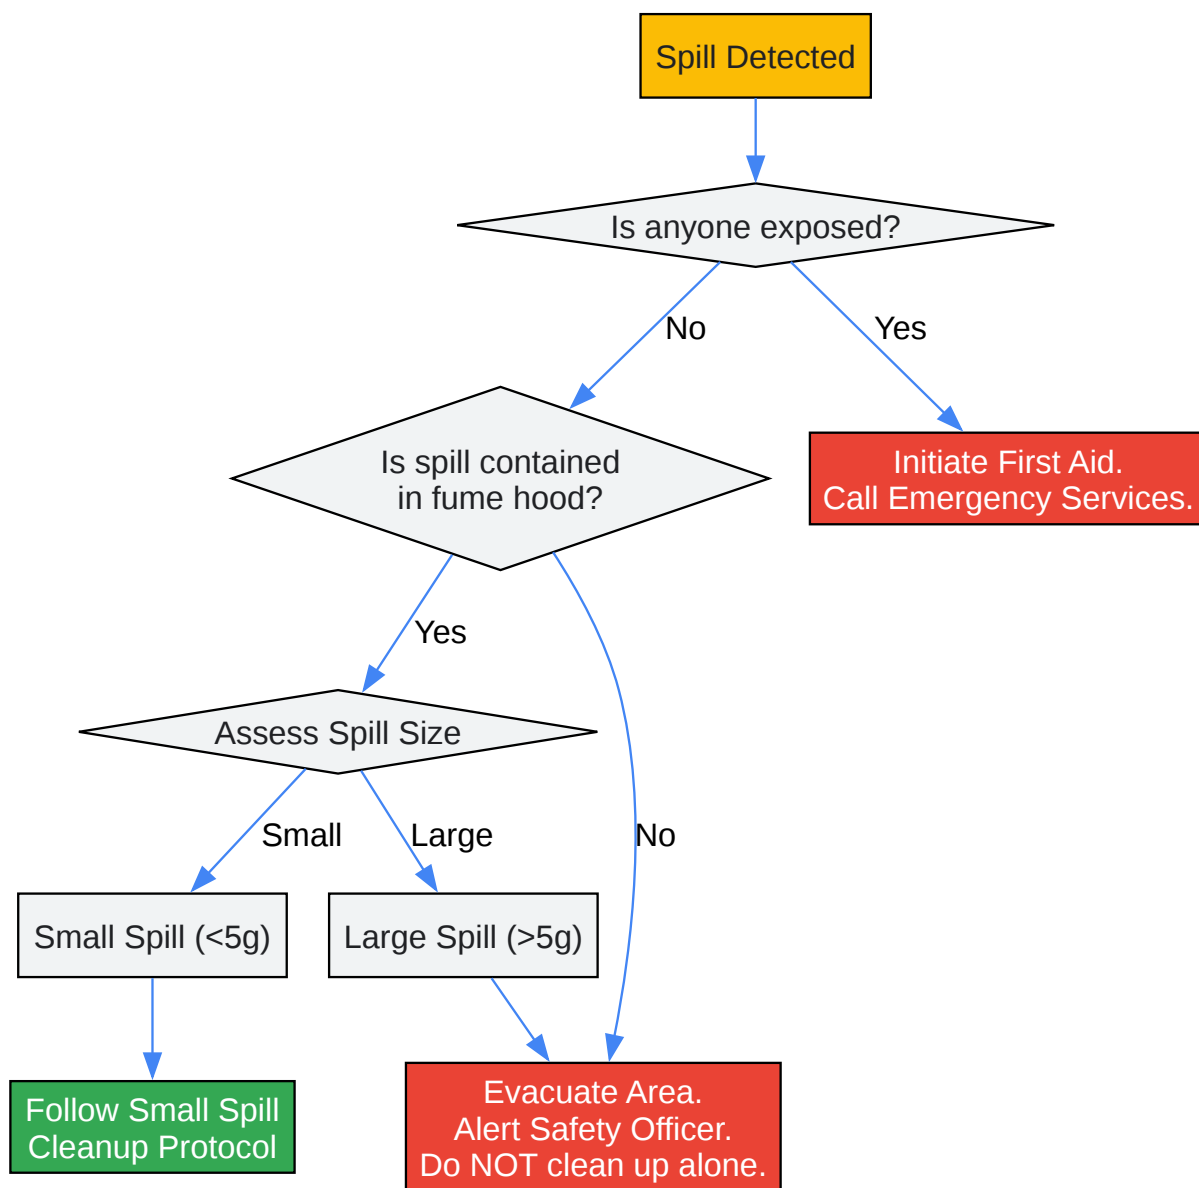 Spill Detected
Is anyone exposed?
No
Yes
Is spill contained
in fume hood?
Initiate First Aid.
Call Emergency Services.
Yes
Assess Spill Size
Small
Large
No
Small Spill (<5g)
Large Spill (>5g)
Follow Small Spill
Cleanup Protocol
Evacuate Area.
Alert Safety Officer.
Do NOT clean up alone.